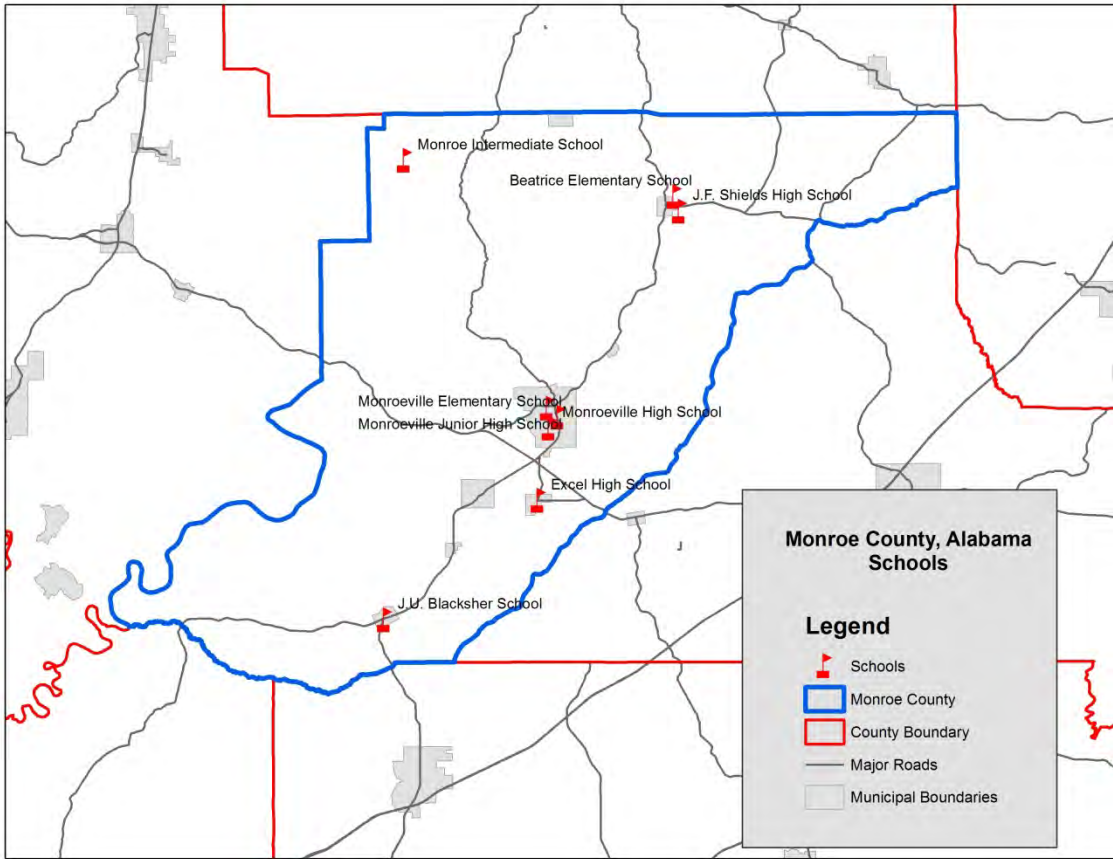 Monroe Intermediate School
Beatrice Elementary School
J.F. Shields High School
Monroeville Elementary School
Monroeville High School
Monroeville Junior High School
Excel High School
J.U. Blacksher School
Monroe County, Alabama
Schools
Legend
Schools
Monroe County
County Boundary
Major Roads
Municipal Boundaries